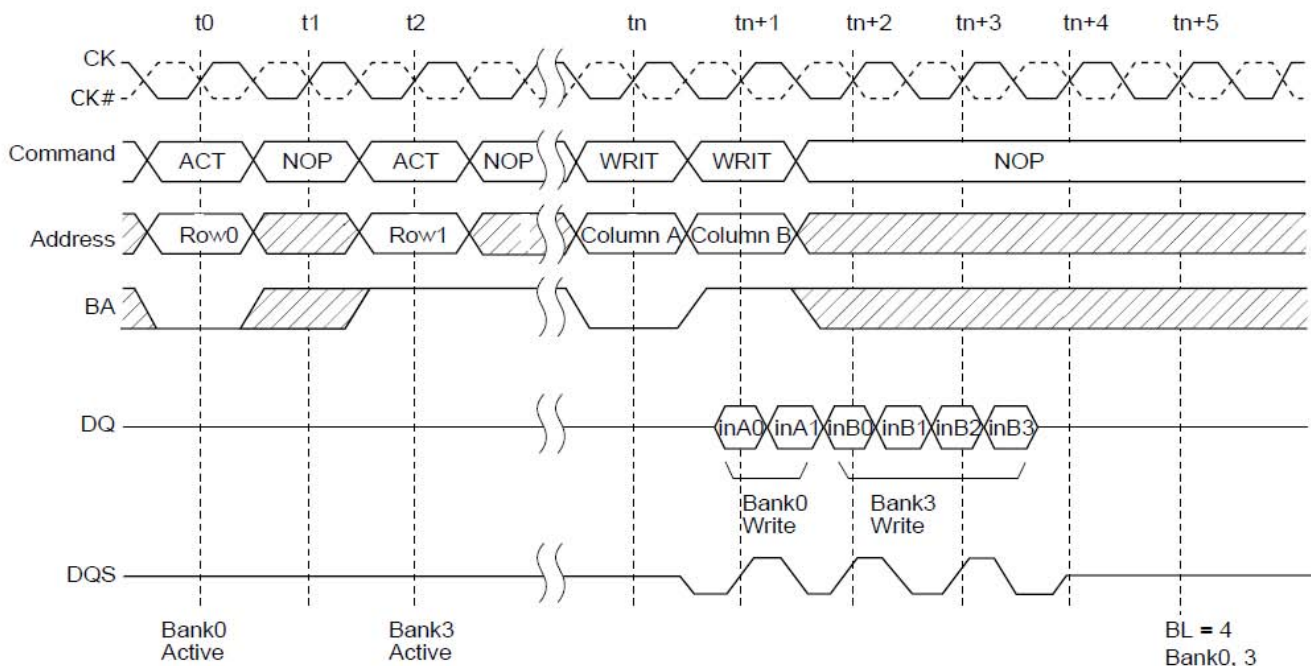 t0 t1 t2 tn tn+1 tn+2 tn+3 tn+4 tn+5
CK
CK#
Command ACT NOP ACT NOP WRIT WRIT NOP
Address Row0 Row1 Column A Column B
BA
DQ inA0 inA1 inB0 inB1 inB2 inB3
Bank0 Bank3
Write Write
DQS
Bank0 Bank3 BL = 4
Active Active Bank0, 3